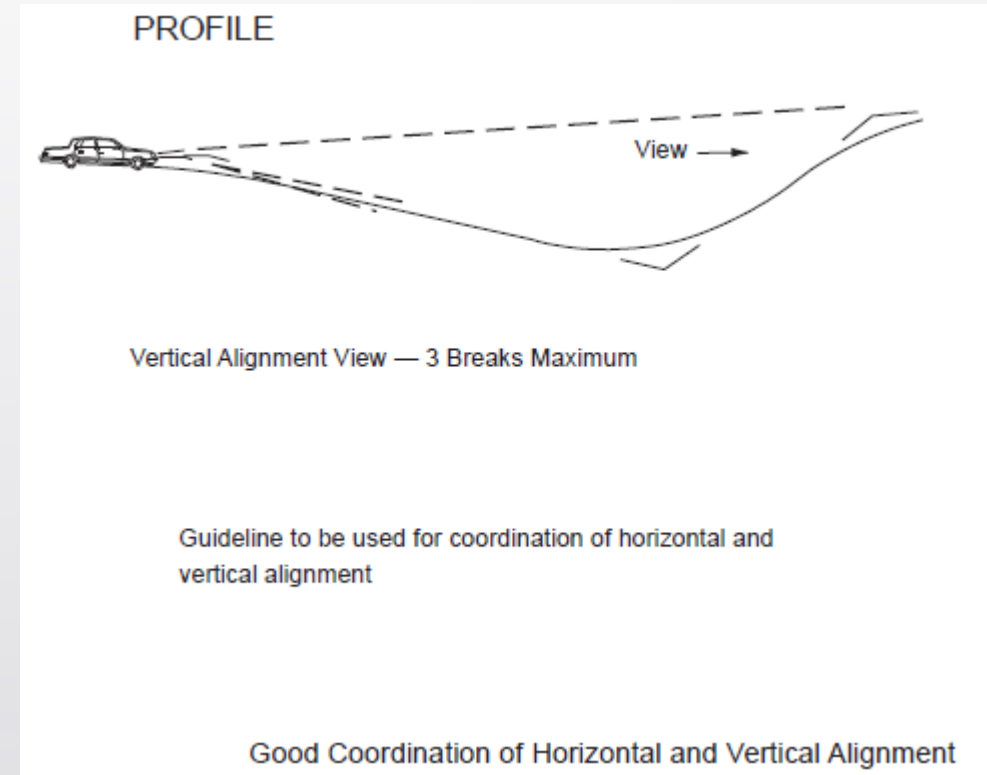 PROFILE
View
Vertical Alignment View — 3 Breaks Maximum
Guideline to be used for coordination of horizontal and
vertical alignment
Good Coordination of Horizontal and Vertical Alignment